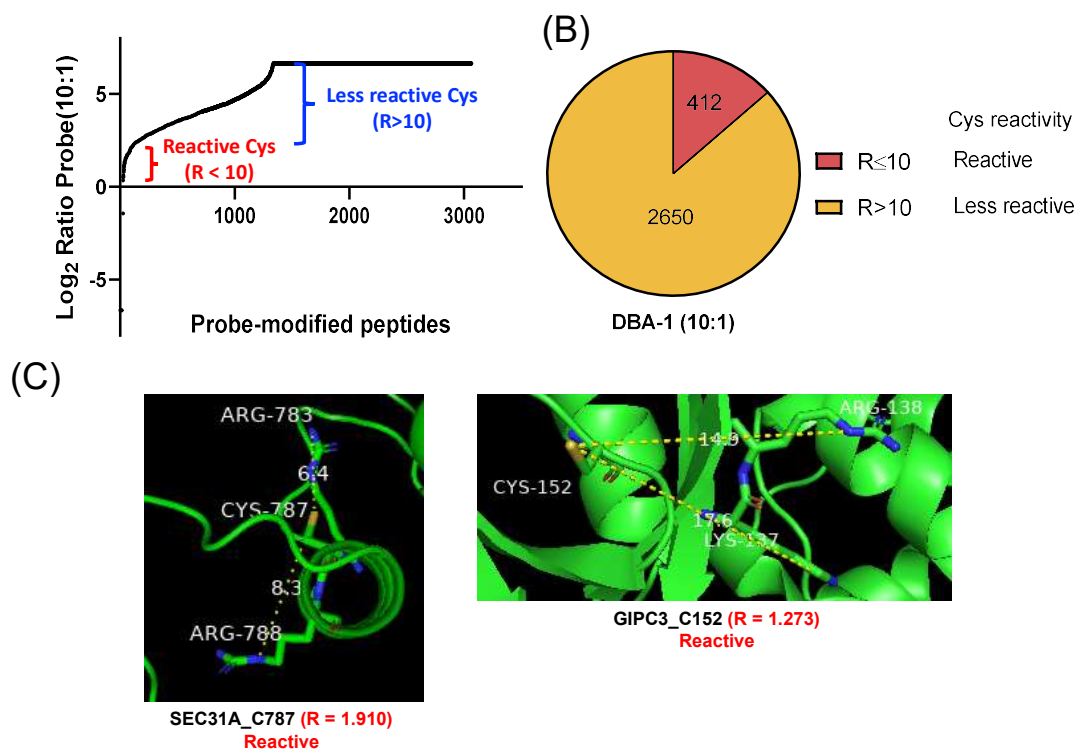 (B)
Log₂ Ratio Probe(10:1)
5
0
-5
1000
2000
3000
Less reactive Cys
(R>10)
Reactive Cys
(R < 10)
Probe-modified peptides
412
2650
Cys reactivity
R≤10 Reactive
R>10 Less reactive
DBA-1 (10:1)
(C)
ARG-783
6.4
CYS-787
8.3
ARG-788
SEC31A_C787 (R = 1.910)
Reactive
ARG-138
14.9
CYS-152
17.6
LYS-137
GIPC3_C152 (R = 1.273)
Reactive